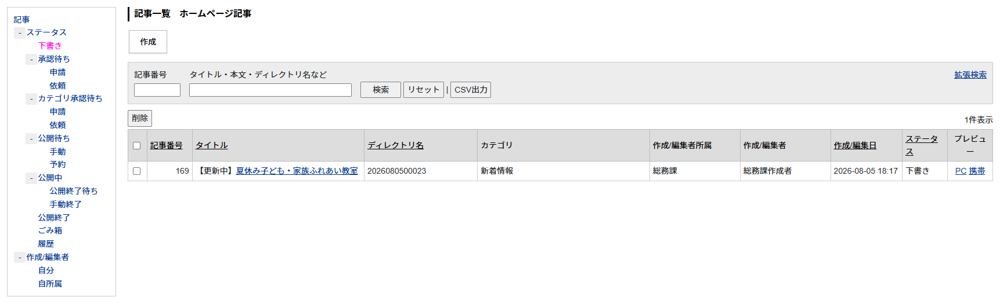 記事
- ステータス
下書き
- 承認待ち
申請
依頼
- カテゴリ承認待ち
申請
依頼
- 公開待ち
手動
予約
- 公開中
公開終了待ち
手動終了
公開終了
ごみ箱
履歴
- 作成/編集者
自分
自所属
記事一覧　ホームページ記事
作成
記事番号 タイトル・本文・ディレクトリ名など 拡張検索
検索 リセット | CSV出力
削除 1件表示
記事番号 タイトル ディレクトリ名 カテゴリ 作成/編集者所属 作成/編集者 作成/編集日 ステータ
ス プレビュ
ー
169 【更新中】夏休み子ども・家族ふれあい教室 2026080500023 新着情報 総務課 総務課作成者 2026-08-05 18:17 下書き PC 携帯